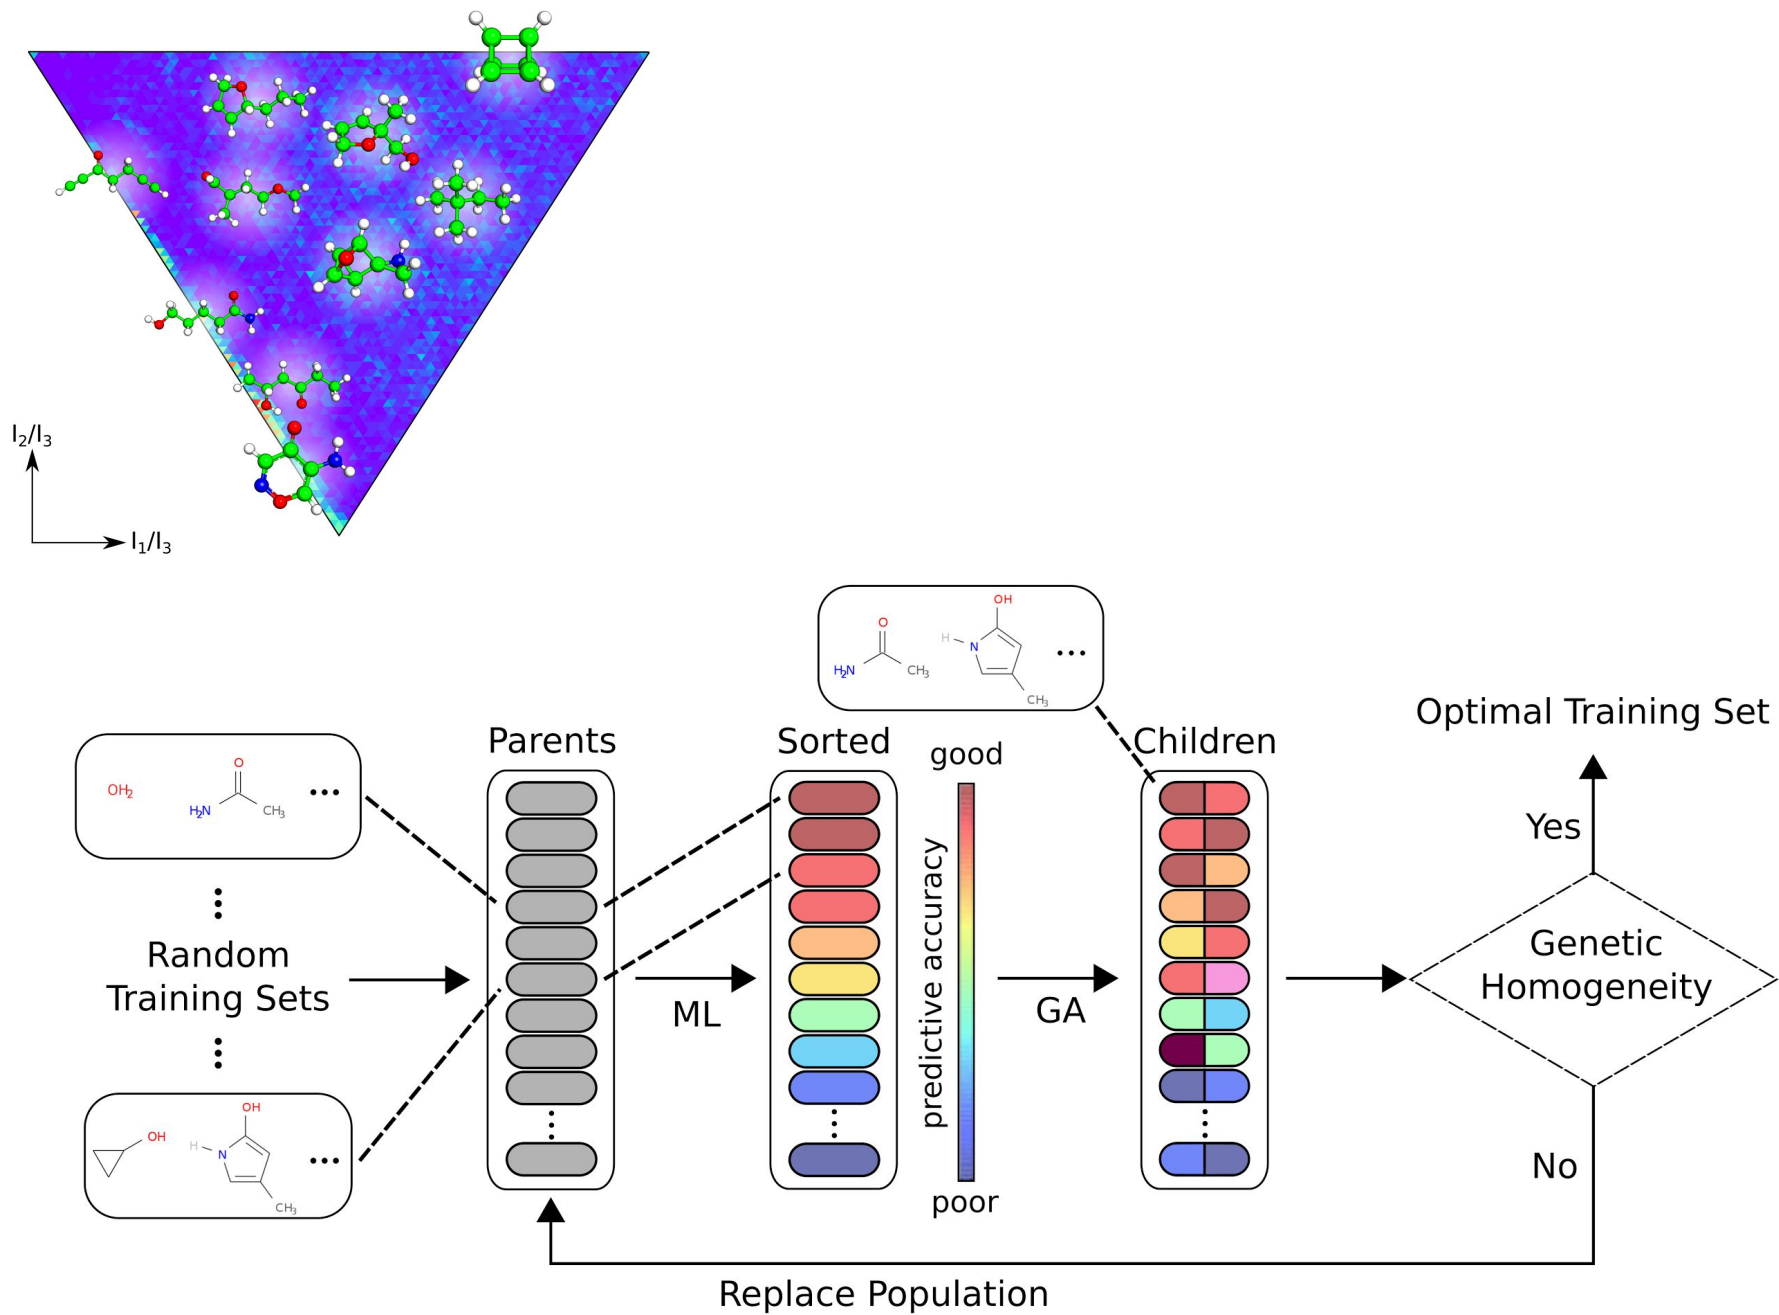 I2/I3
I1/I3
OH
O
H
N
H2N
CH3
CH3
Optimal Training Set
Parents
Sorted
Children
good
O
OH2
H2N
CH3
Yes
predictive accuracy
Random
Training Sets
Genetic
Homogeneity
ML
GA
OH
OH
H
N
CH3
No
poor
Replace Population